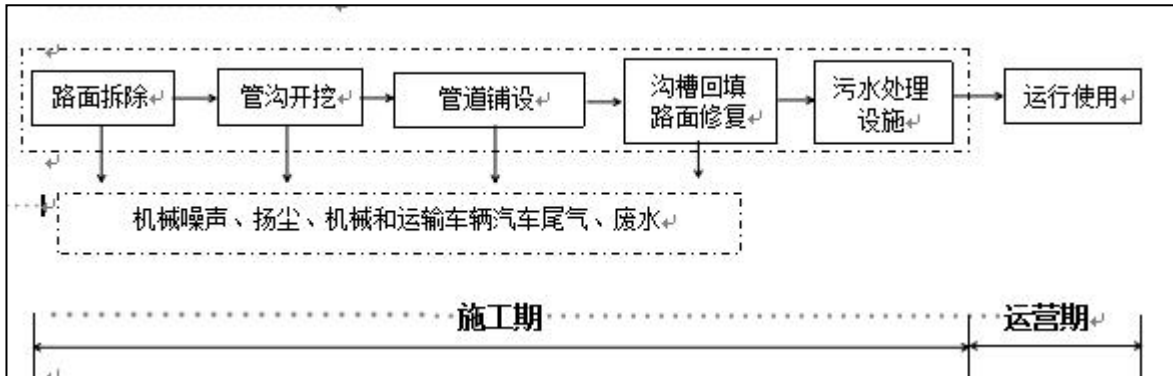 路面拆除
管沟开挖
管道铺设
沟槽回填
路面修复
污水处理
设施
运行使用
机械噪声、扬尘、机械和运输车辆汽车尾气、废水
施工期
运营期